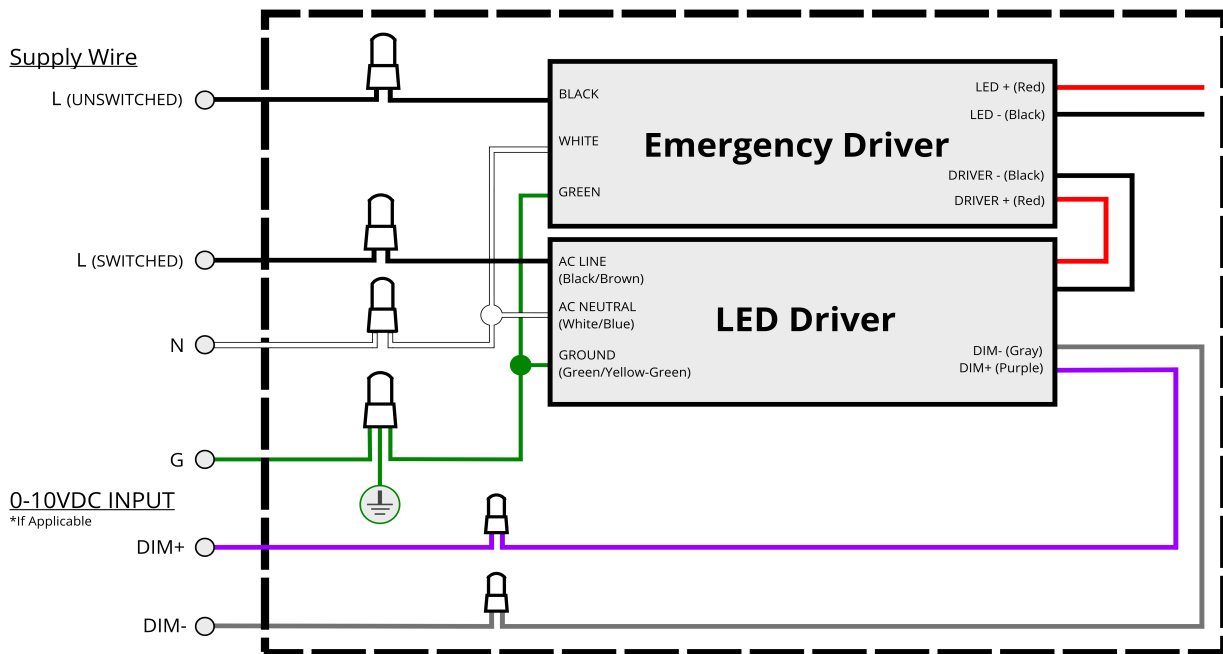 Supply Wire
L (UNSWITCHED)
L (SWITCHED)
N
G
0-10VDC INPUT
*If Applicable
DIM+
DIM-
BLACK
WHITE
GREEN
Emergency Driver
LED + (Red)
LED - (Black)
DRIVER - (Black)
DRIVER + (Red)
AC LINE
(Black/Brown)
AC NEUTRAL
(White/Blue)
GROUND
(Green/Yellow-Green)
LED Driver
DIM- (Gray)
DIM+ (Purple)